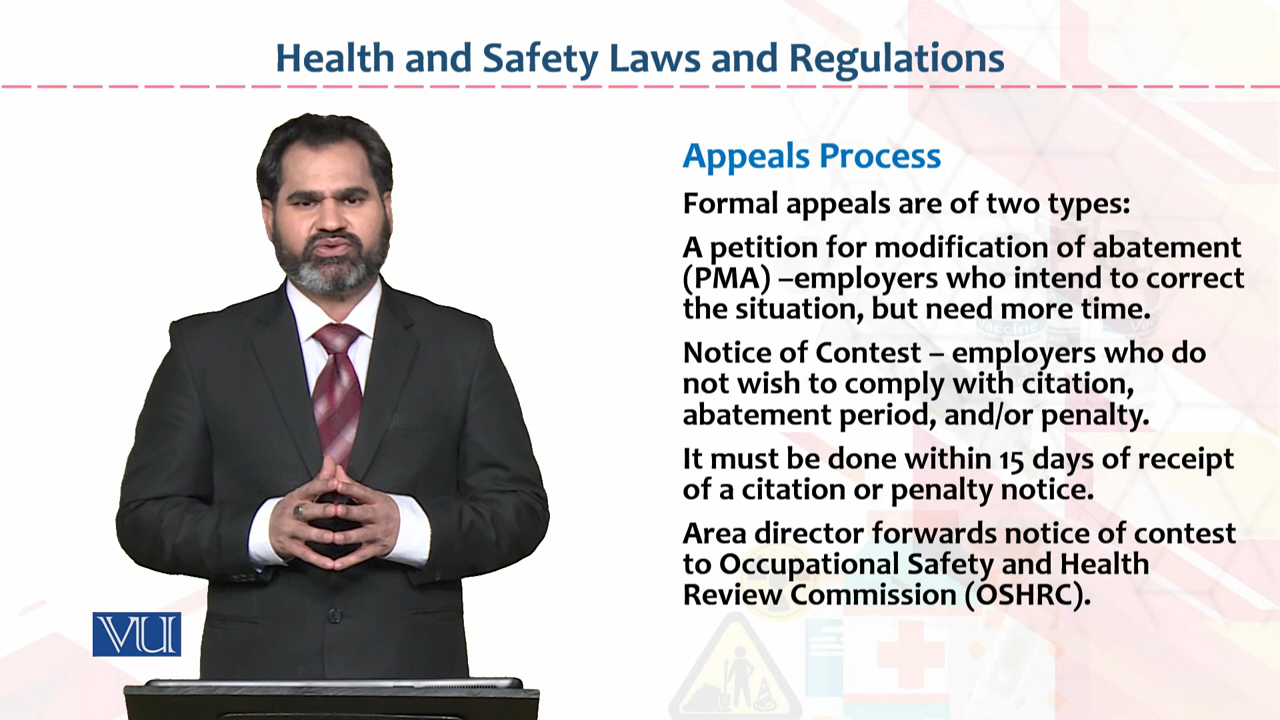 Health and Safety Laws and Regulations
Appeals Process
Formal appeals are of two types:
A petition for modification of abatement
(PMA) –employers who intend to correct
the situation, but need more time.
Notice of Contest – employers who do
not wish to comply with citation,
abatement period, and/or penalty.
It must be done within 15 days of receipt
of a citation or penalty notice.
Area director forwards notice of contest
to Occupational Safety and Health
Review Commission (OSHRC).
VU
Vaccine